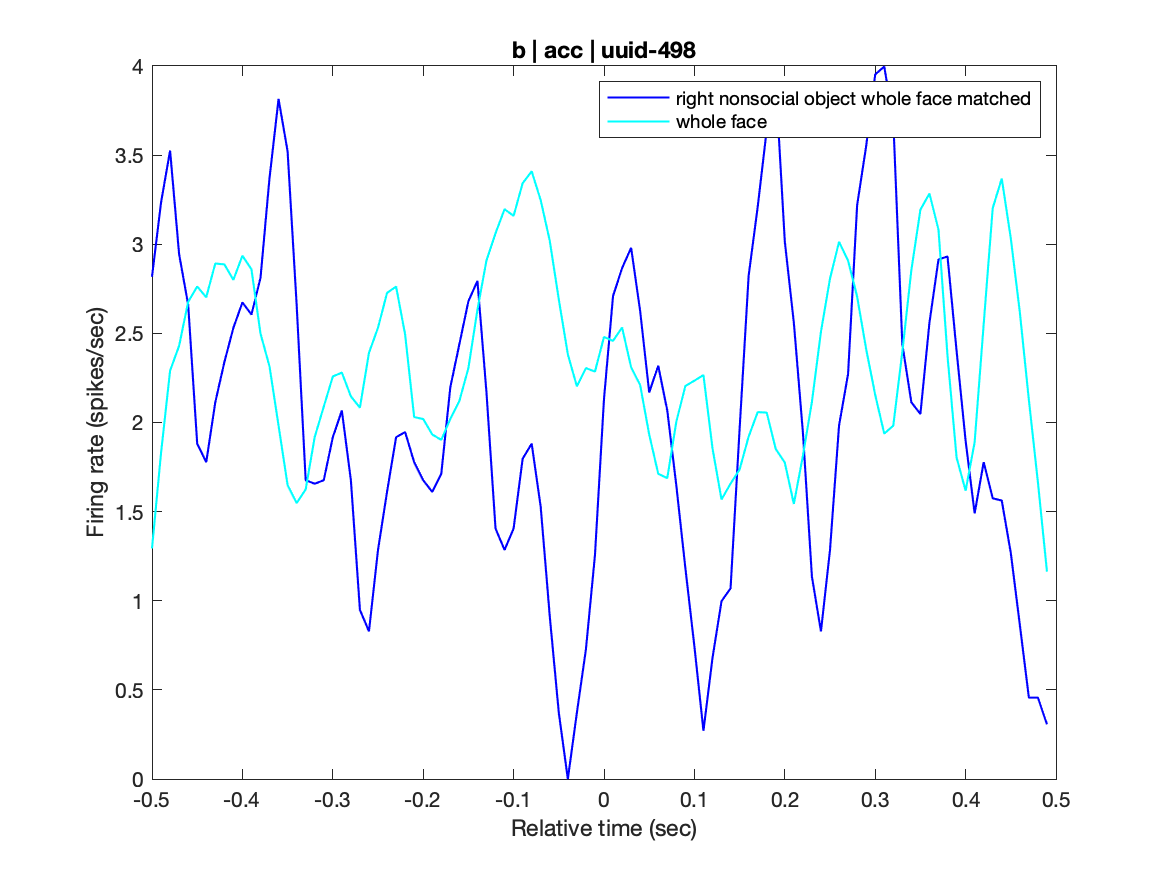 b | acc | uuid-498
right nonsocial object whole face matched
whole face
Firing rate (spikes/sec)
4
3.5
3
2.5
2
1.5
1
0.5
0
-0.5 -0.4 -0.3 -0.2 -0.1 0 0.1 0.2 0.3 0.4 0.5
Relative time (sec)